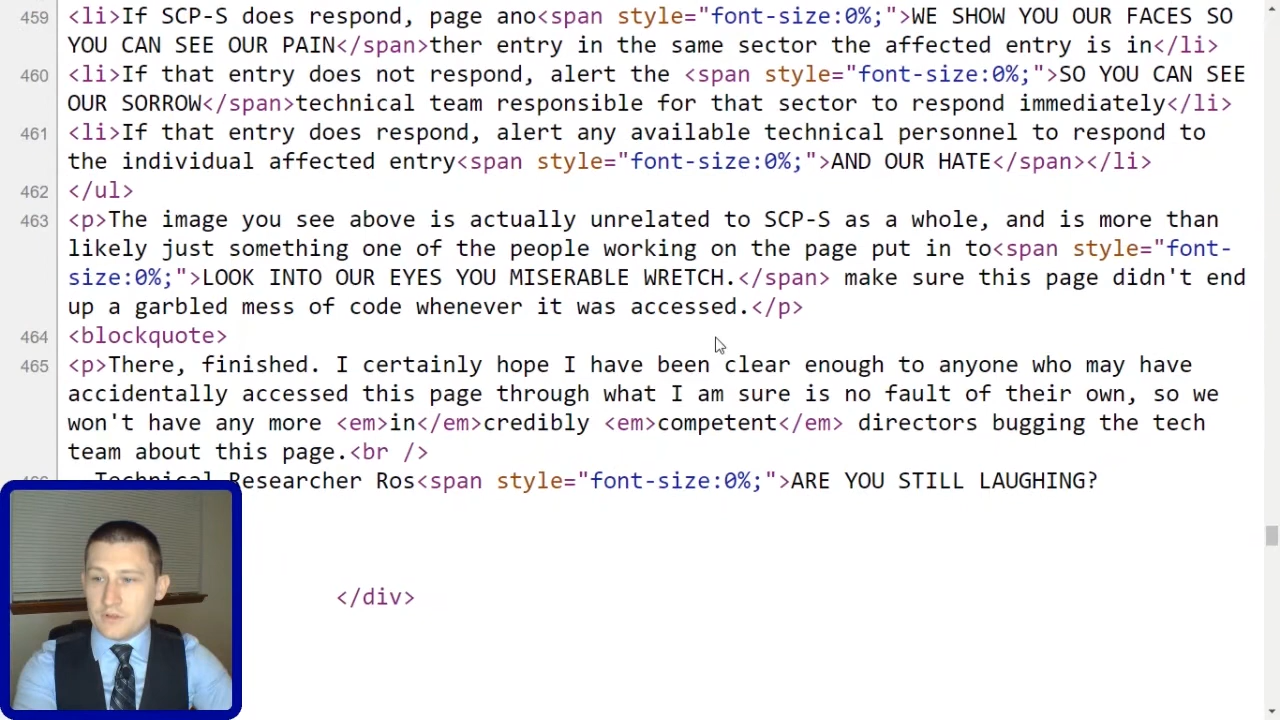 459 <li>If SCP-S does respond, page ano<span style="font-size:0%;">WE SHOW YOU OUR FACES SO
YOU CAN SEE OUR PAIN</span>ther entry in the same sector the affected entry is in</li>
460 <li>If that entry does not respond, alert the <span style="font-size:0%;">SO YOU CAN SEE
OUR SORROW</span>technical team responsible for that sector to respond immediately</li>
461 <li>If that entry does respond, alert any available technical personnel to respond to
the individual affected entry<span style="font-size:0%;">AND OUR HATE</span></li>
462 </ul>
463 <p>The image you see above is actually unrelated to SCP-S as a whole, and is more than
likely just something one of the people working on the page put in to<span style="font-
size:0%;">LOOK INTO OUR EYES YOU MISERABLE WRETCH.</span> make sure this page didn't end
up a garbled mess of code whenever it was accessed.</p>
464 <blockquote>
465 <p>There, finished. I certainly hope I have been clear enough to anyone who may have
accidentally accessed this page through what I am sure is no fault of their own, so we
won't have any more <em>in</em>credibly <em>competent</em> directors bugging the tech
team about this page.<br />
Technical Researcher Ros<span style="font-size:0%;">ARE YOU STILL LAUGHING?
</div>